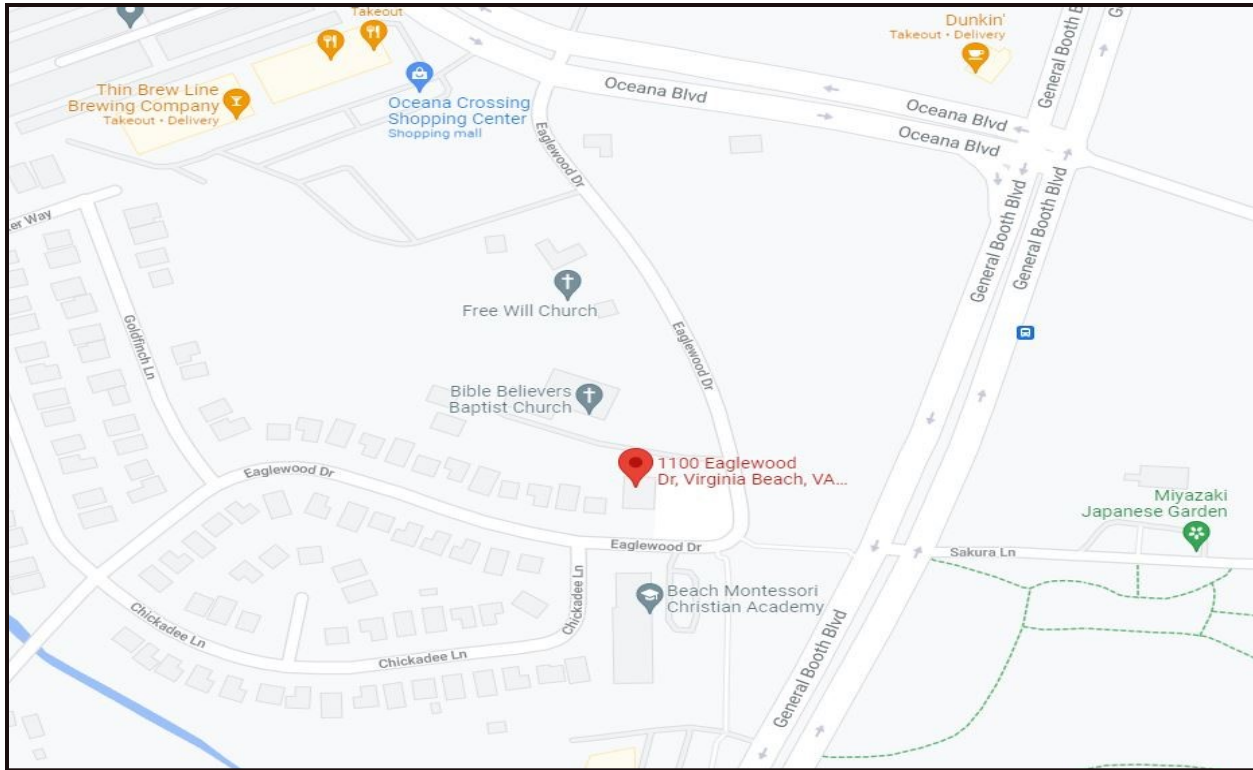 Takeout
Dunkin'
Takeout • Delivery
General Booth Blvd
Thin Brew Line
Brewing Company
Takeout • Delivery
Oceana Crossing
Shopping Center
Shopping mall
Oceana Blvd
Oceana Blvd
Oceana Blvd
Eaglewood Dr
General Booth Blvd
General Booth Blvd
er Way
Free Will Church
Goldfinch Ln
Eaglewood Dr
Bible Believers
Baptist Church
1100 Eaglewood
Dr, Virginia Beach, VA...
Eaglewood Dr
Miyazaki
Japanese Garden
Eaglewood Dr
Sakura Ln
Beach Montessori
Christian Academy
Chickadee Ln
Chickadee Ln
Chickadee Ln
General Booth Blvd